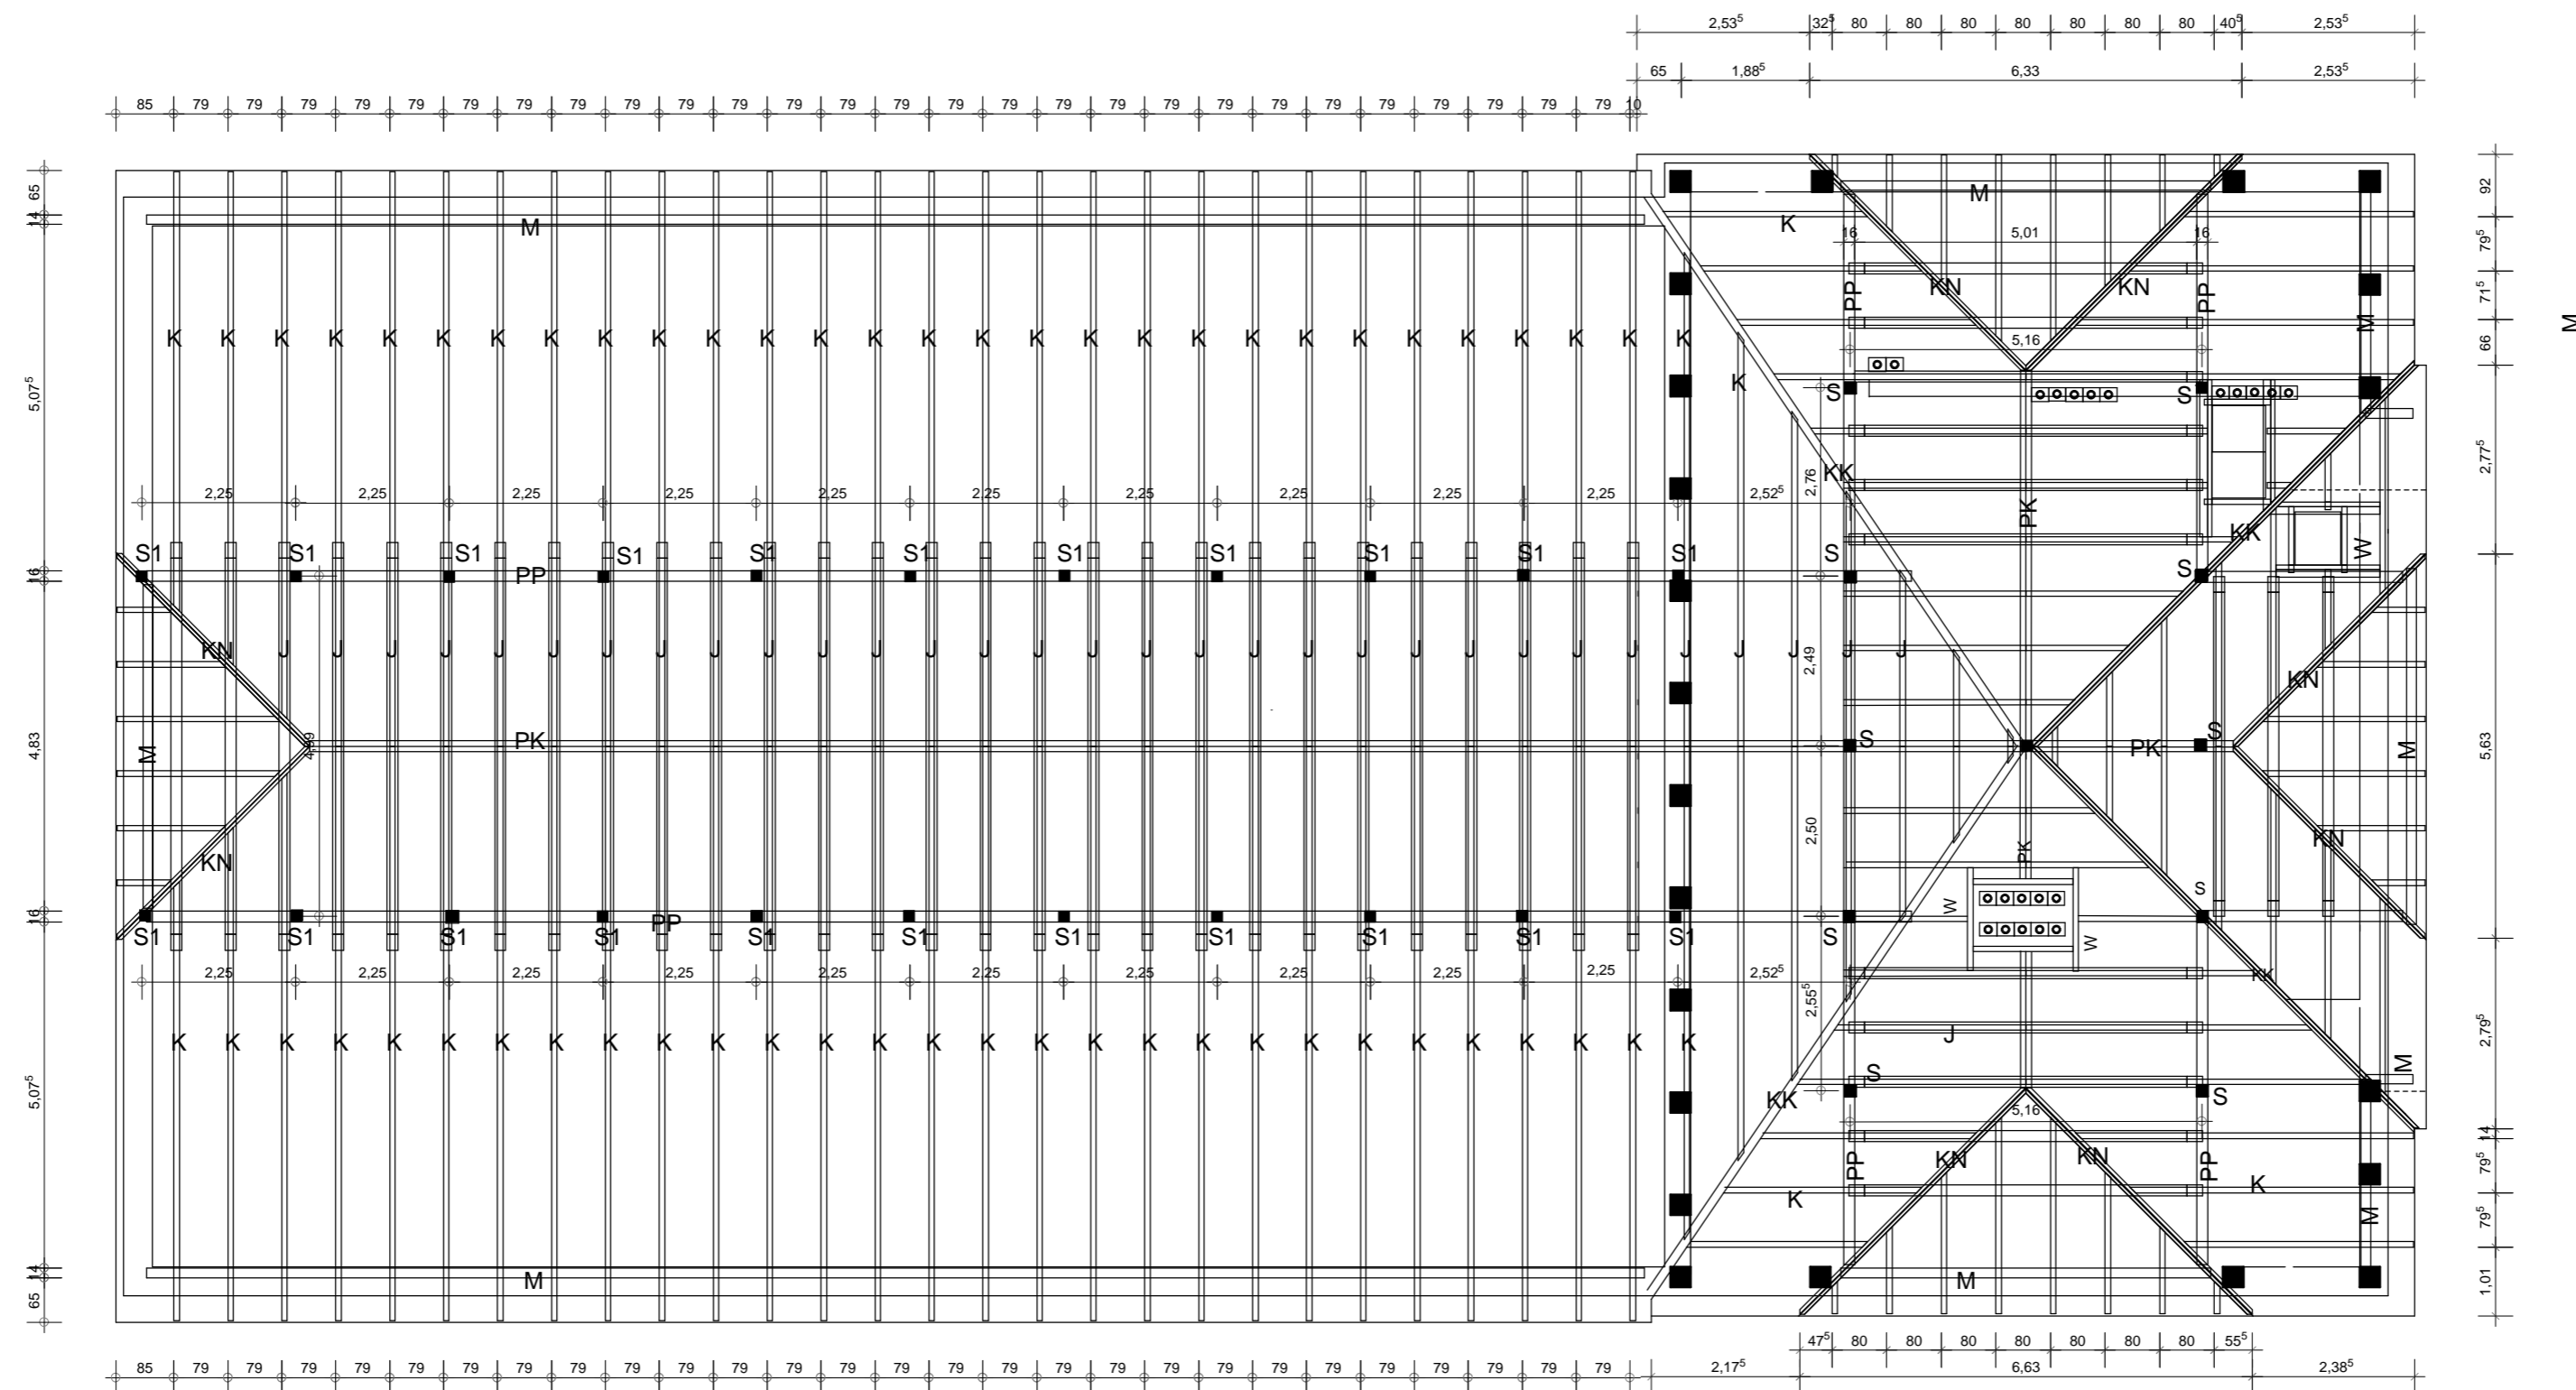 2,53⁵ 32⁵ 80 80 80 80 80 80 80 40⁵ 2,53⁵
65 1,88⁵ 6,33 2,53⁵
85 79 79 79 79 79 79 79 79 79 79 79 79 79 79 79 79 79 79 79 79 79 79 79 79 79 79 79 10
65 14 5,07⁵ 16 4,83 16 5,07⁵ 14 65
M M K
16 5,01 16
KN KN
PP PP
M M
5,16
K K K K K K K K K K K K K K K K K K K K K K K K K K K K K
K S S
KK 2,76
2,25 2,25 2,25 2,25 2,25 2,25 2,25 2,25 2,25 2,25 2,52⁵
PK KK W
S1 S1 S1 S1 S1 S1 S1 S1 S1 S1 S1 S S
PP
KN J J J J J J J J J J J J J J J J J J J J J J J J J J J J J J J
2,49 KN
M 4,99 PK S PK S M
2,50 PK KN
KN
S W
PP
S1 S1 S1 S1 S1 S1 S1 S1 S1 S1 S1 S W
2,25 2,25 2,25 2,25 2,25 2,25 2,25 2,25 2,25 2,25 2,52⁵ KK
2,55⁵
K K K K K K K K K K K K K K K K K K K K K K K K K K K K K
J M
S S
KK 5,16
KN KN
PP PP
K K M
M M
92 79⁵ 71⁵ 66 2,77⁵ 5,63 2,79⁵ 14 79⁵ 79⁵ 1,01
47⁵ 80 80 80 80 80 80 80 55⁵
85 79 79 79 79 79 79 79 79 79 79 79 79 79 79 79 79 79 79 79 79 79 79 79 79 79 79 79 2,17⁵ 6,63 2,38⁵